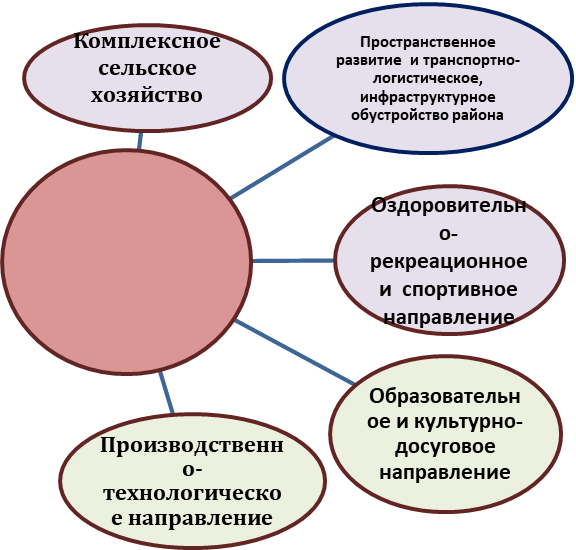 Комплексное
сельское
хозяйство
Пространственное
развитие и транспортно-
логистическое,
инфраструктурное
обустройство района
Оздоровительн
о-
рекреационное
и спортивное
направление
Образовательн
ое и культурно-
досуговое
направление
Производственн
о-
технологическо
е направление